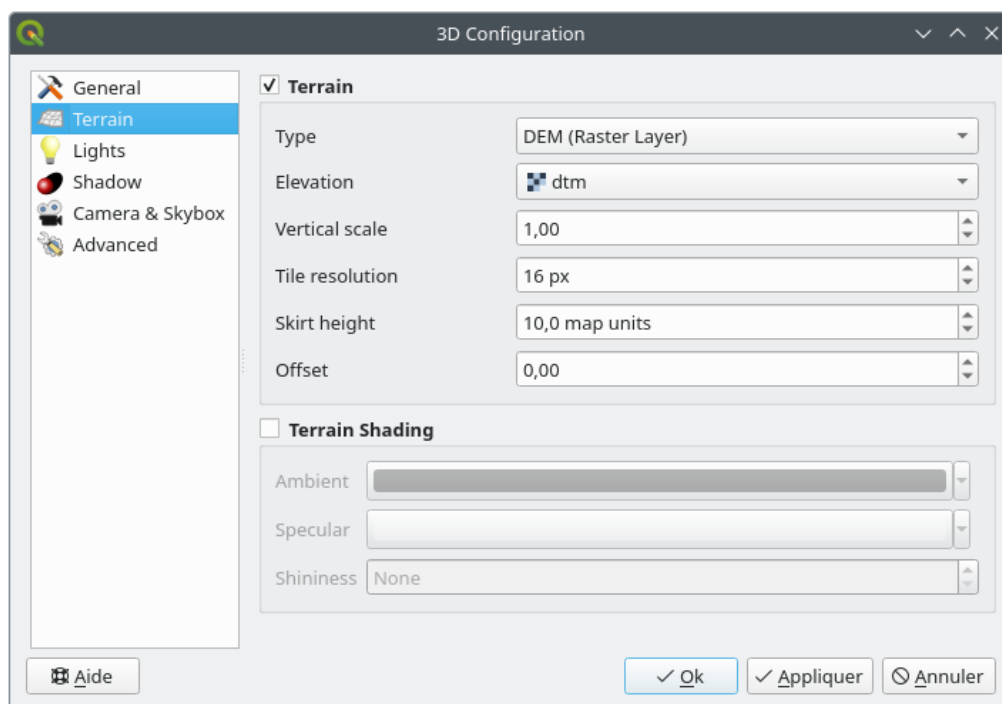 3D Configuration
General
Terrain
Lights
Shadow
Camera & Skybox
Advanced
Terrain
Type DEM (Raster Layer)
Elevation dtm
Vertical scale 1,00
Tile resolution 16 px
Skirt height 10,0 map units
Offset 0,00
Terrain Shading
Ambient
Specular
Shininess None
Aide Ok Appliquer Annuler